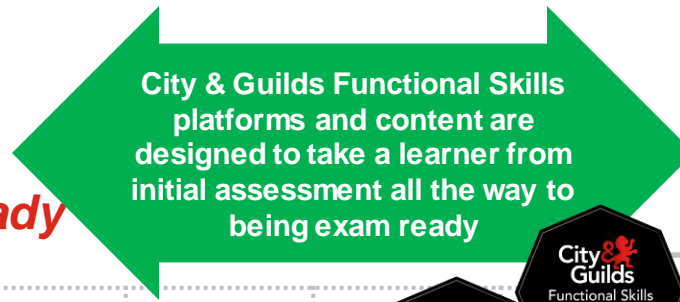 City & Guilds Functional Skills
platforms and content are
designed to take a learner from
initial assessment all the way to
being exam ready
City&
Guilds
Functional Skills